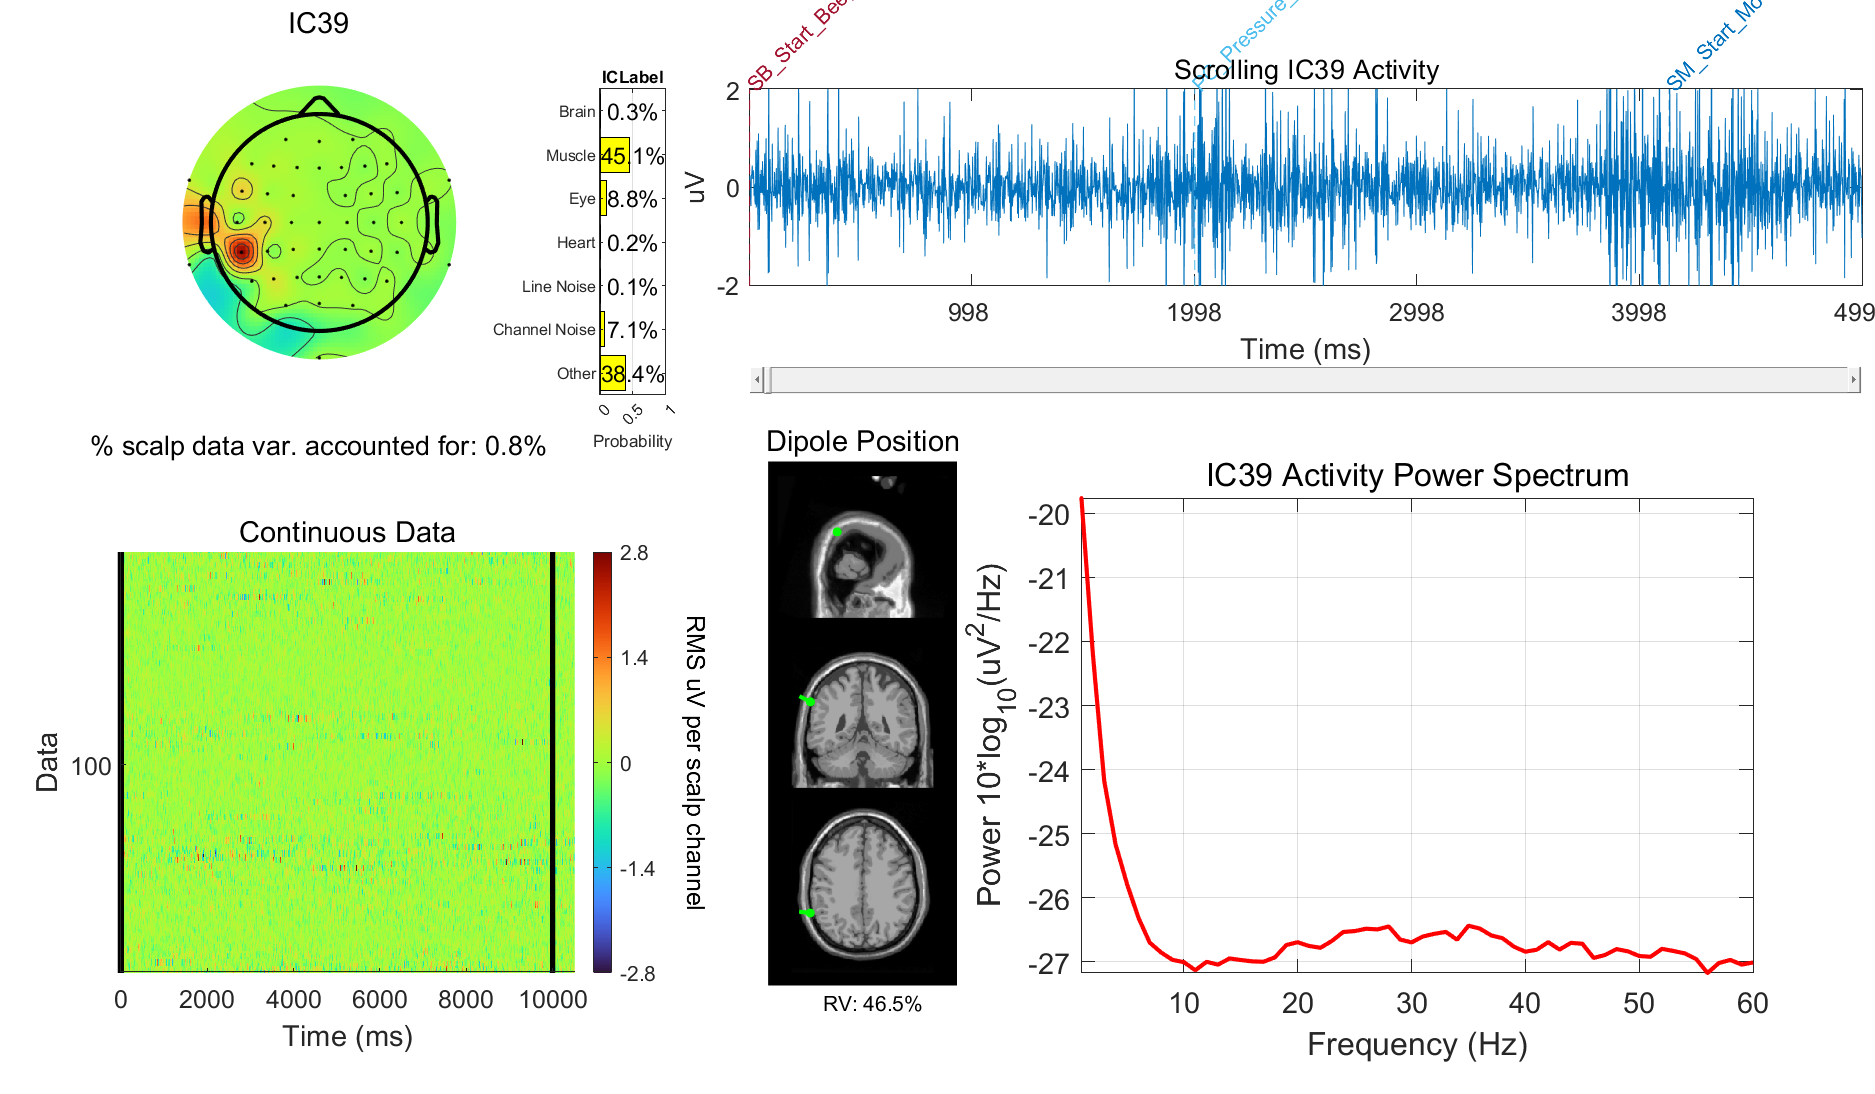 IC39
ICLabel
Brain
0.3%
Muscle
45.1%
Eye
8.8%
Heart
0.2%
Line Noise
0.1%
Channel Noise
7.1%
Other
38.4%
0
0.5
1
Probability
% scalp data var. accounted for: 0.8%
SB_Start_Bee
Pressure_
SM_Start_Mo
Scrolling IC39 Activity
uV
2
0
-2
998
1998
2998
3998
499
Time (ms)
Continuous Data
Data
100
0
2000
4000
6000
8000
10000
Time (ms)
2.8
1.4
0
-1.4
-2.8
RMS uV per scalp channel
Dipole Position
RV: 46.5%
IC39 Activity Power Spectrum
Power 10*log10(uV2/Hz)
-20
-21
-22
-23
-24
-25
-26
-27
10
20
30
40
50
60
Frequency (Hz)